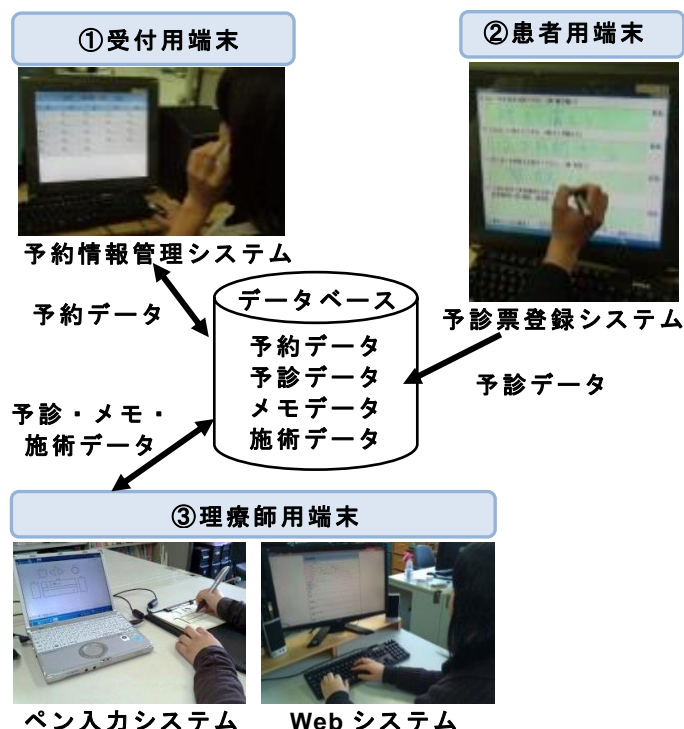 ①受付用端末
②患者用端末
予約情報管理システム
予約データ
データベース
予約データ
予診データ
メモデータ
施術データ
予診票登録システム
予診データ
予診・メモ・
施術データ
③理療師用端末
ペン入力システム
Web システム